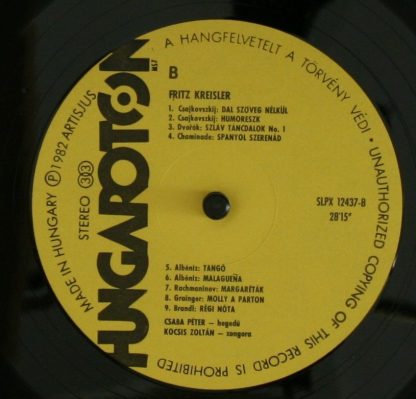 A HANGFELVETELT A TÖRVÉNY VÉDI · UNAUTHORIZED COPYING OF THIS RECORD IS PROHIBITED
MADE IN HUNGARY Ⓟ 1982 ARTISJUS
STEREO 33
HUNGAROTON
B
FRITZ KREISLER
1. Csajkovszkij: DAL SZÖVEG NÉLKÜL
2. Csajkovszkij: HUMORESZK
3. Dvořák: SZLÁV TÁNCDALOK No. 1
4. Chaminade: SPANYOL SZERENÁD
SLPX 12437-B
28'15"
5. Albéniz: TANGÓ
6. Albéniz: MALAGUEÑA
7. Rachmaninov: MARGARÉTÁK
8. Grainger: MOLLY A PARTON
9. Brandl: RÉGI NÓTA
CSABA PÉTER – hegedű
KOCSIS ZOLTÁN – zongora